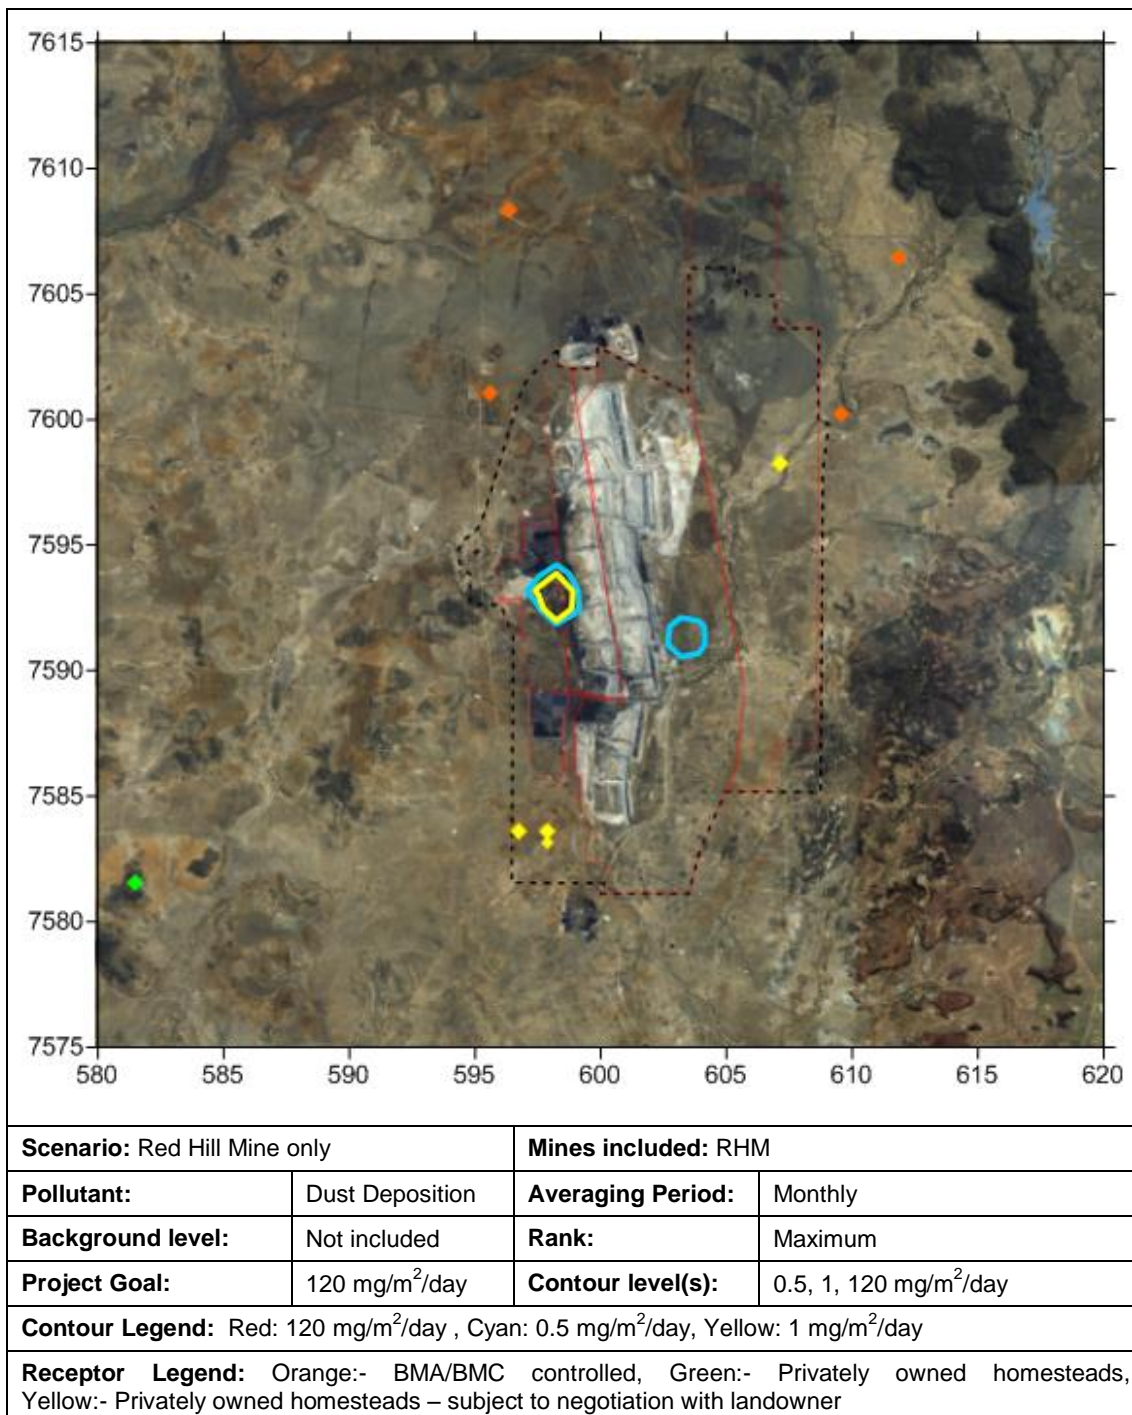 7615
7610
7605
7600
7595
7590
7585
7580
7575
580 585 590 595 600 605 610 615 620
Scenario: Red Hill Mine only Mines included: RHM
Pollutant: Dust Deposition Averaging Period: Monthly
Background level: Not included Rank: Maximum
Project Goal: 120 mg/m²/day Contour level(s): 0.5, 1, 120 mg/m²/day
Contour Legend: Red: 120 mg/m²/day , Cyan: 0.5 mg/m²/day, Yellow: 1 mg/m²/day
Receptor Legend: Orange:- BMA/BMC controlled, Green:- Privately owned homesteads,
Yellow:- Privately owned homesteads – subject to negotiation with landowner